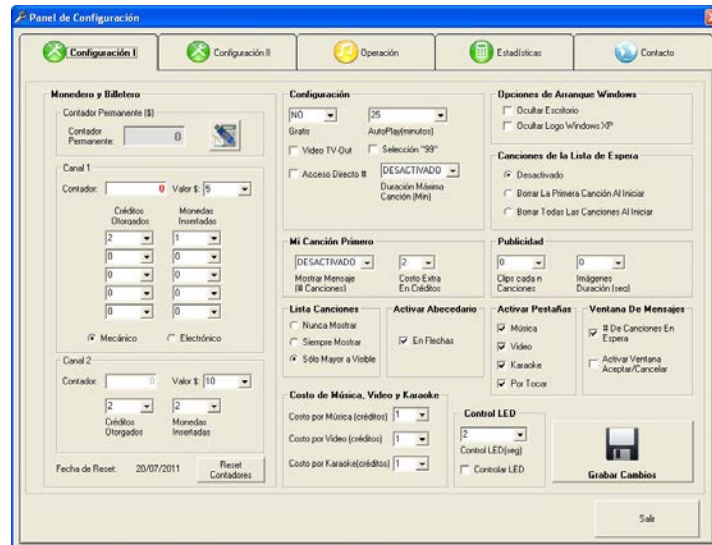 Panel de Configuración
Configuración I
Configuración II
Operación
Estadísticas
Contacto
Monedero y Billetero
Contador Permanente ($)
Contador Permanente:
0
Canal 1
Contador:
0
Valor $:
5
Créditos Otorgados
Monedas Insertadas
2
1
0
0
0
0
0
0
0
0
Mecánico
Electrónico
Canal 2
Contador:
0
Valor $:
10
2
2
Créditos Otorgados
Monedas Insertadas
Fecha de Reset:
20/07/2011
Reset Contadores
Configuración
NO
25
Gratis
AutoPlay(minutos)
Video TV-Out
Selección "99"
Acceso Directo #
DESACTIVADO
Duración Máxima Canción (Min)
Mi Canción Primero
DESACTIVADO
2
Mostrar Mensaje (# Canciones)
Costo Extra En Créditos
Lista Canciones
Nunca Mostrar
Siempre Mostrar
Sólo Mayor a Visible
Activar Abecedario
En Flechas
Costo de Música, Video y Karaoke
Costo por Música (créditos)
1
Costo por Video (créditos)
1
Costo por Karaoke(créditos)
1
Opciones de Arranque Windows
Ocultar Escritorio
Ocultar Logo Windows XP
Canciones de la Lista de Espera
Desactivado
Borrar La Primera Canción Al Iniciar
Borrar Todas Las Canciones Al Iniciar
Publicidad
0
0
Clips cada n Canciones
Imágenes Duración (seg)
Activar Pestañas
Música
Video
Karaoke
Por Tocar
Ventana De Mensajes
# De Canciones En Espera
Activar Ventana Aceptar/Cancelar
Control LED
2
Control LED(seg)
Controlar LED
Grabar Cambios
Salir